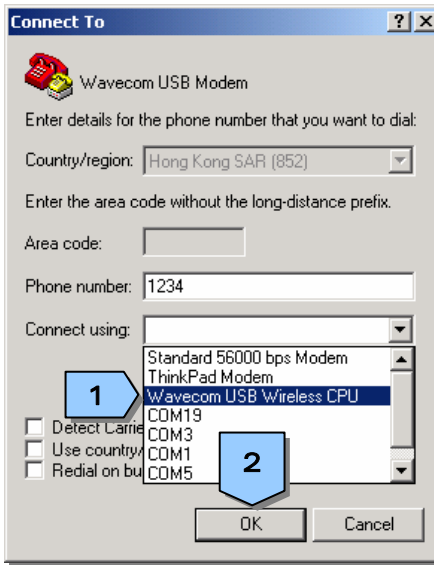 Connect To
Wavecom USB Modem
Enter details for the phone number that you want to dial:
Country/region: Hong Kong SAR (852)
Enter the area code without the long-distance prefix.
Area code:
Phone number: 1234
Connect using:
Standard 56000 bps Modem
ThinkPad Modem
1
Wavecom USB Wireless CPU
COM19
Detect
COM3
Use country/
COM1
2
Redial on
COM5
OK
Cancel